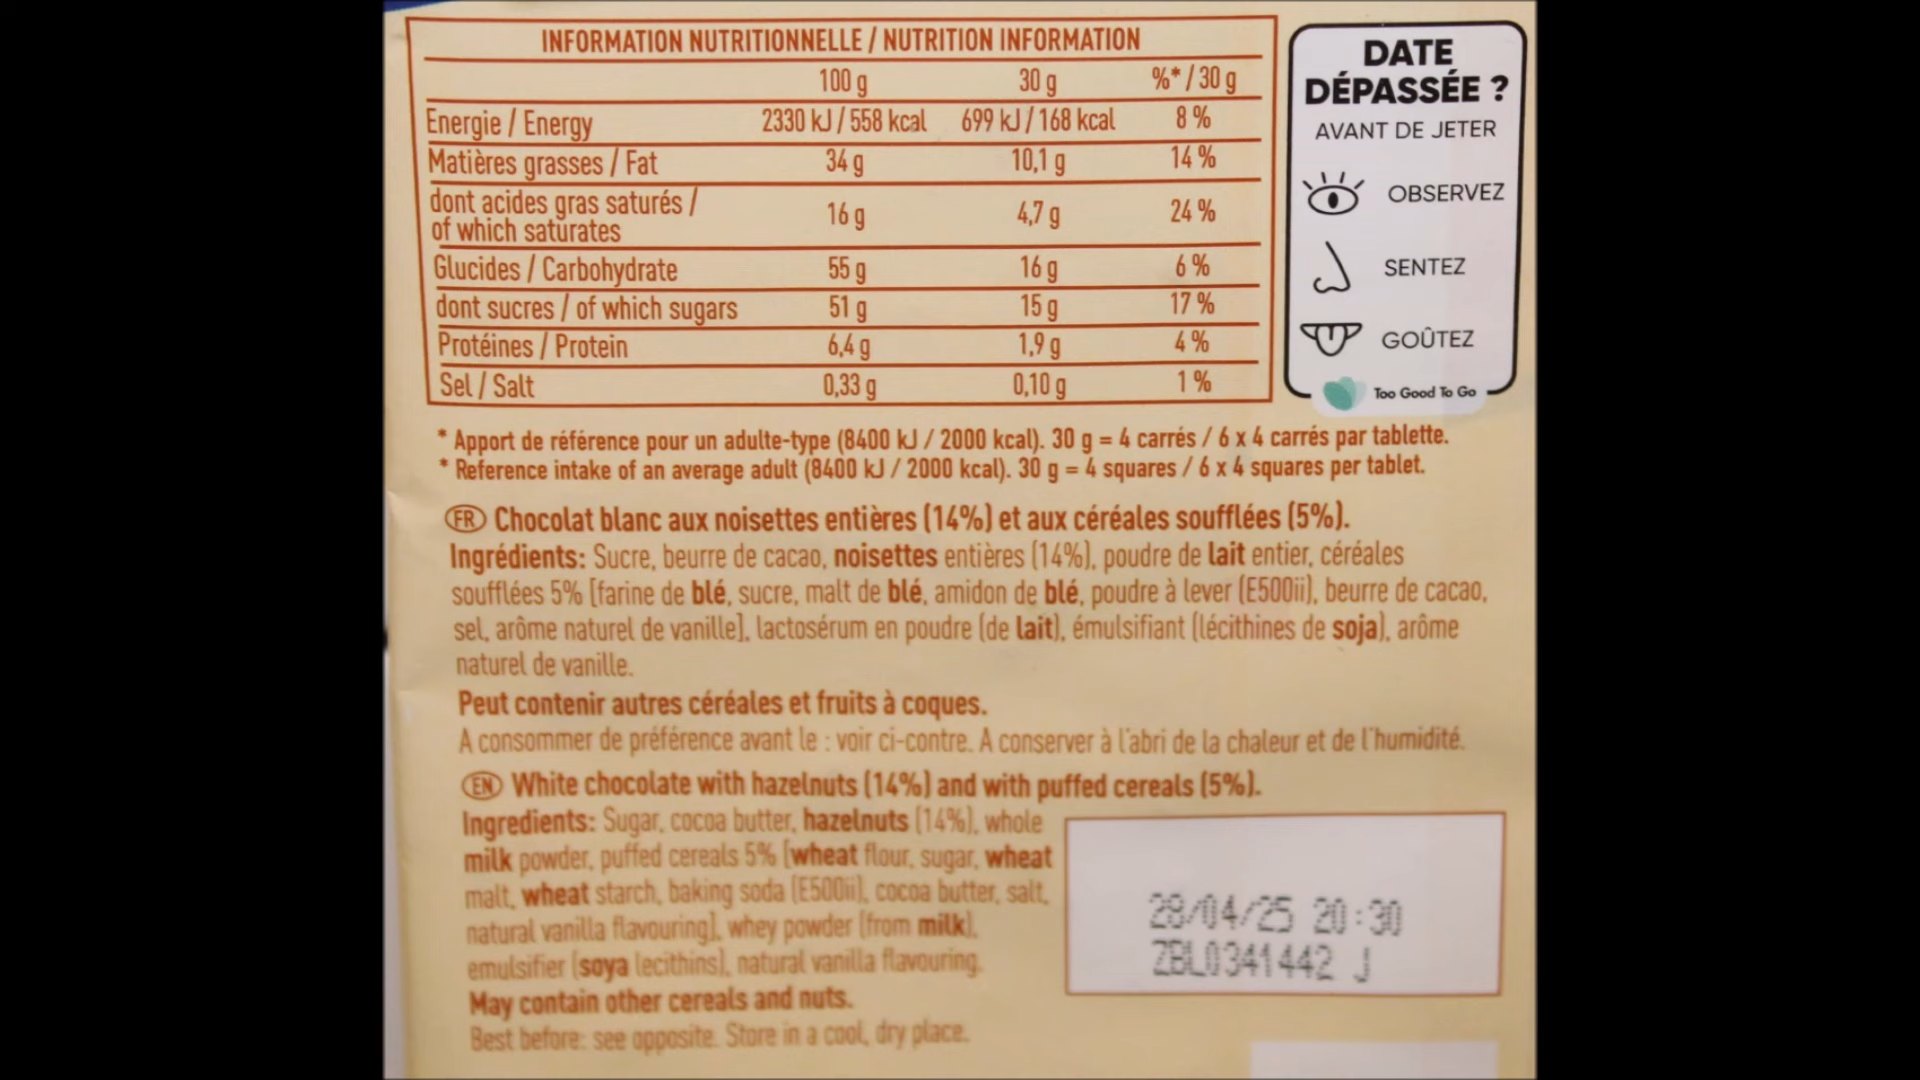 INFORMATION NUTRITIONNELLE / NUTRITION INFORMATION
100 g 30 g %* / 30 g
Energie / Energy 2330 kJ / 558 kcal 699 kJ / 168 kcal 8 %
Matières grasses / Fat 34 g 10,1 g 14 %
dont acides gras saturés /
of which saturates 16 g 4,7 g 24 %
Glucides / Carbohydrate 55 g 16 g 6 %
dont sucres / of which sugars 51 g 15 g 17 %
Protéines / Protein 6,4 g 1,9 g 4 %
Sel / Salt 0,33 g 0,10 g 1 %
DATE
DÉPASSÉE ?
AVANT DE JETER
OBSERVEZ
SENTEZ
GOÛTEZ
Too Good To Go
* Apport de référence pour un adulte-type (8400 kJ / 2000 kcal). 30 g = 4 carrés / 6 x 4 carrés par tablette.
* Reference intake of an average adult (8400 kJ / 2000 kcal). 30 g = 4 squares / 6 x 4 squares per tablet.
FR Chocolat blanc aux noisettes entières (14%) et aux céréales soufflées (5%).
Ingrédients: Sucre, beurre de cacao, noisettes entières (14%), poudre de lait entier, céréales
soufflées 5% [farine de blé, sucre, malt de blé, amidon de blé, poudre à lever (E500ii), beurre de cacao,
sel, arôme naturel de vanille], lactosérum en poudre (de lait), émulsifiant (lécithines de soja), arôme
naturel de vanille.
Peut contenir autres céréales et fruits à coques.
A consommer de préférence avant le : voir ci-contre. A conserver à l'abri de la chaleur et de l'humidité.
EN White chocolate with hazelnuts (14%) and with puffed cereals (5%).
Ingredients: Sugar, cocoa butter, hazelnuts (14%), whole
milk powder, puffed cereals 5% [wheat flour, sugar, wheat
malt, wheat starch, baking soda (E500ii), cocoa butter, salt,
natural vanilla flavouring], whey powder (from milk),
emulsifier (soya lecithins), natural vanilla flavouring.
May contain other cereals and nuts.
Best before: see opposite. Store in a cool, dry place.
28/04/25 20:30
ZBL0341442 J